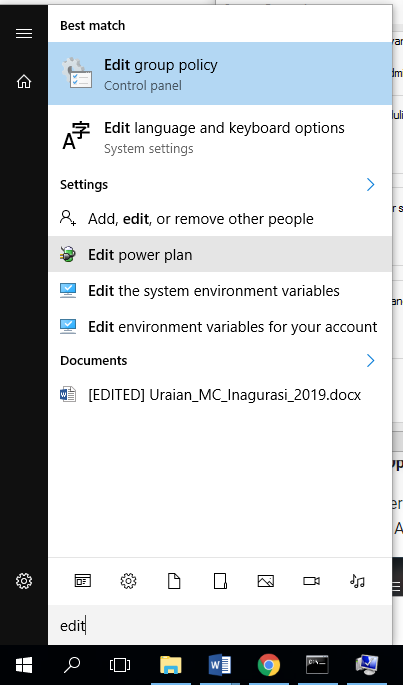 Best match
Edit group policy
Control panel
A字
Edit language and keyboard options
System settings
Settings
Add, edit, or remove other people
Edit power plan
Edit the system environment variables
Edit environment variables for your account
Documents
[EDITED] Uraian_MC_Inagurasi_2019.docx
edit